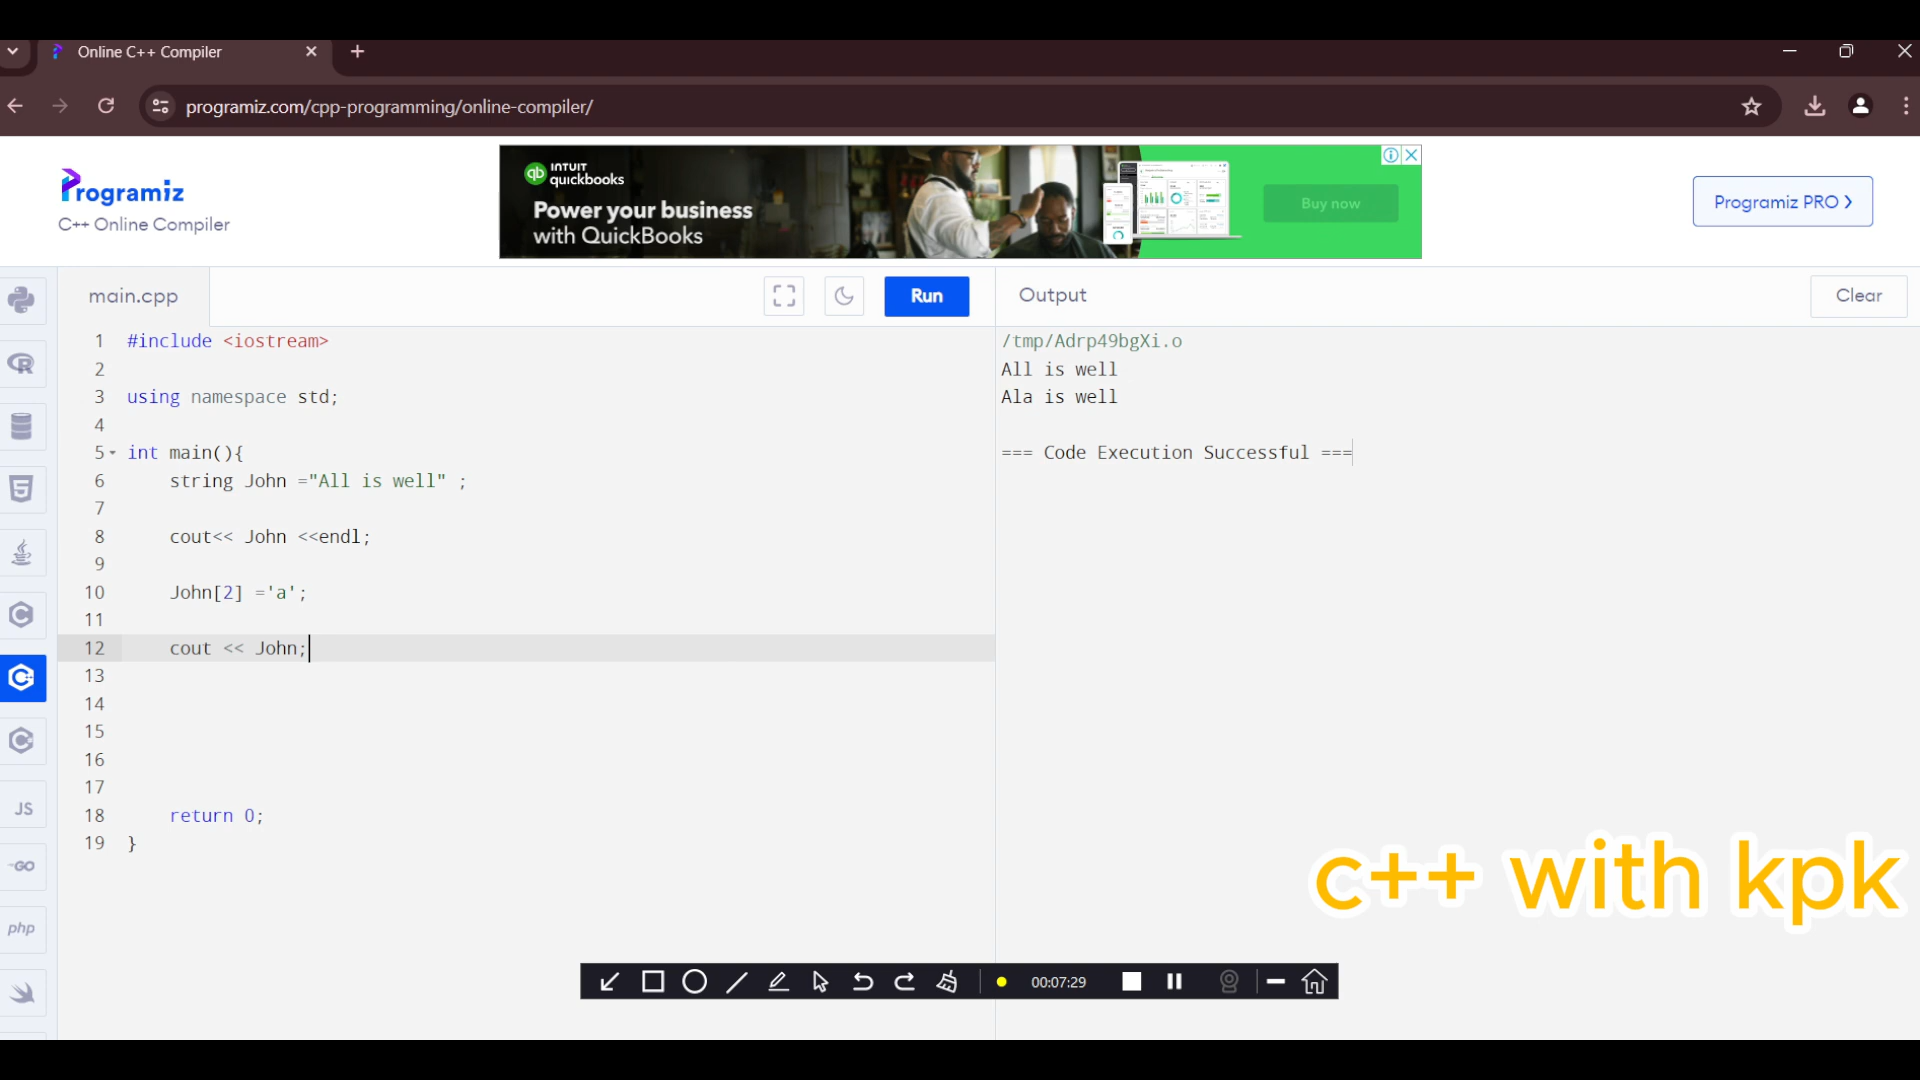 Online C++ Compiler
programiz.com/cpp-programming/online-compiler/
Programiz
C++ Online Compiler
qb INTUIT quickbooks
Power your business
with QuickBooks
Buy now
Programiz PRO >
main.cpp
Run
Output
Clear
1 #include <iostream>
2
3 using namespace std;
4
5 int main(){
6 string John ="All is well" ;
7
8 cout<< John <<endl;
9
10 John[2] ='a';
11
12 cout << John;
13
14
15
16
17
18 return 0;
19 }
/tmp/Adrp49bgXi.o
All is well
Ala is well
=== Code Execution Successful ===
JS
GO
php
c++ with kpk
00:07:29